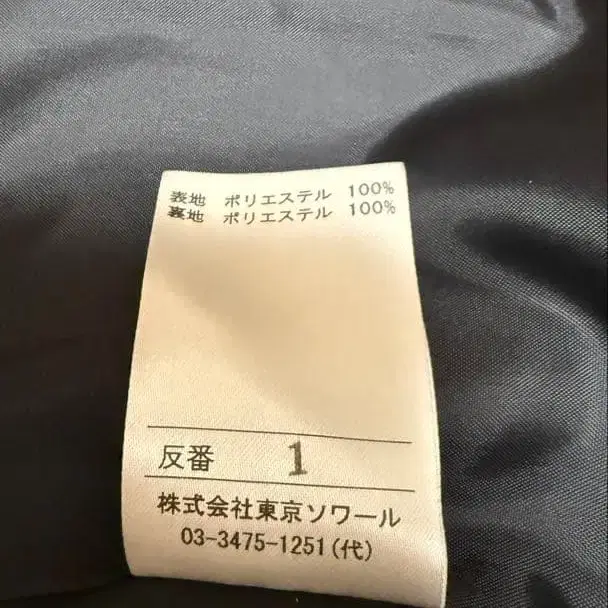 表地 ポリエステル 100%
裏地 ポリエステル 100%
反番 1
株式会社東京ソワール
03-3475-1251(代)